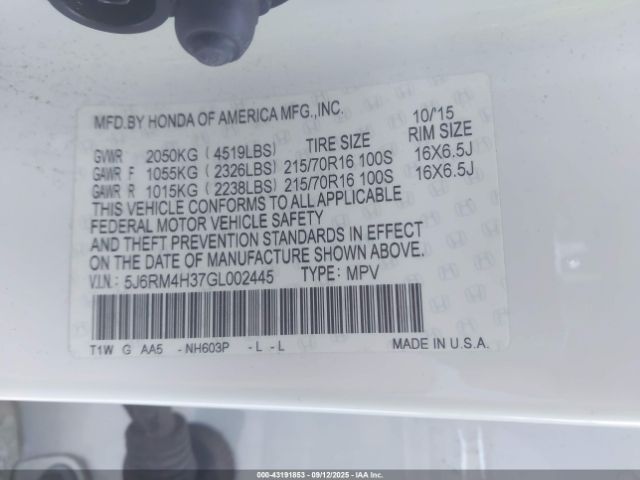 MFD.BY HONDA OF AMERICA MFG.,INC. 10/15
TIRE SIZE RIM SIZE
GVWR 2050KG ( 4519LBS)
GAWR F 1055KG ( 2326LBS) 215/70R16 100S 16X6.5J
GAWR R 1015KG ( 2238LBS) 215/70R16 100S 16X6.5J
THIS VEHICLE CONFORMS TO ALL APPLICABLE
FEDERAL MOTOR VEHICLE SAFETY
AND THEFT PREVENTION STANDARDS IN EFFECT
ON THE DATE OF MANUFACTURE SHOWN ABOVE.
V.I.N.: 5J6RM4H37GL002445 TYPE: MPV
T1W G AA5 -NH603P -L -L MADE IN U.S.A.
000-43191853 - 09/12/2025 - IAA Inc.